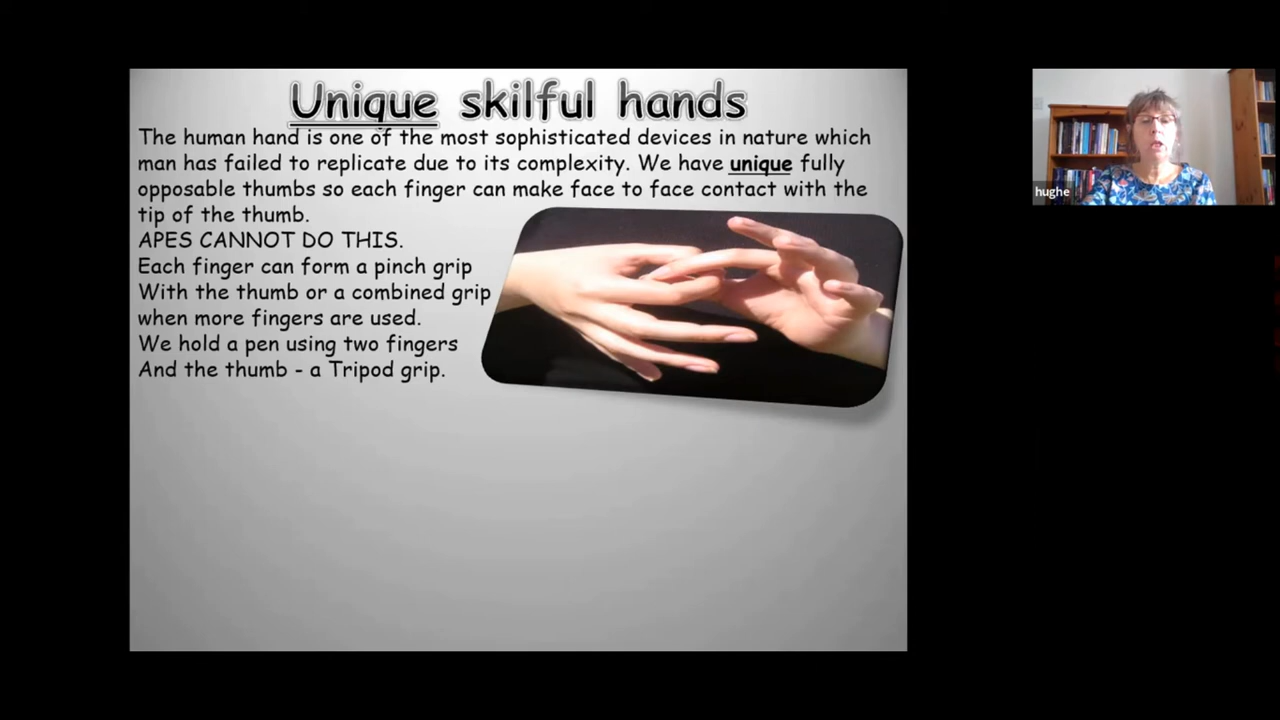 Unique skilful hands
The human hand is one of the most sophisticated devices in nature which
man has failed to replicate due to its complexity. We have unique fully
opposable thumbs so each finger can make face to face contact with the
tip of the thumb.
APES CANNOT DO THIS.
Each finger can form a pinch grip
With the thumb or a combined grip
when more fingers are used.
We hold a pen using two fingers
And the thumb - a Tripod grip.
hughe